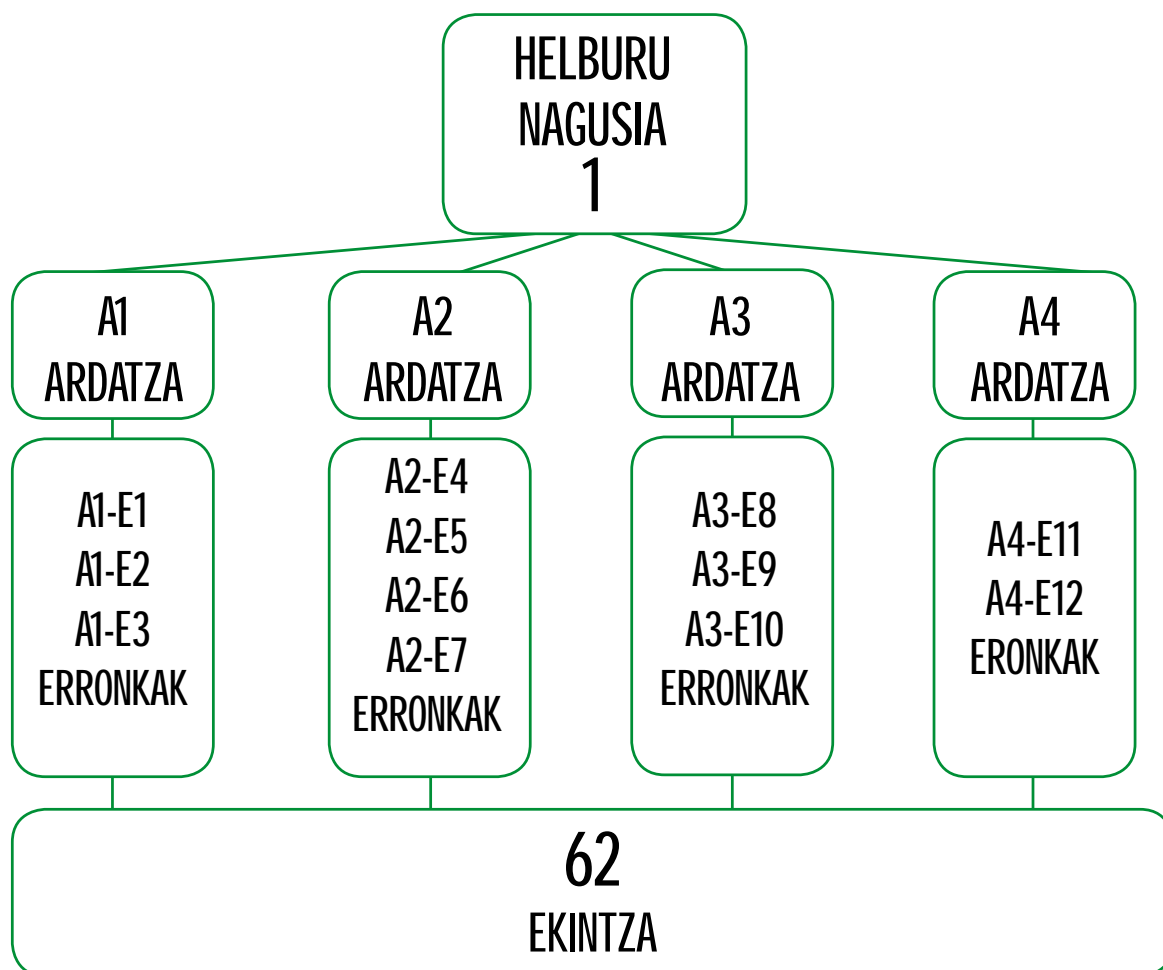 HELBURU
NAGUSIA
1
A1
ARDATZA
A2
ARDATZA
A3
ARDATZA
A4
ARDATZA
A1-E1
A1-E2
A1-E3
ERRONKAK
A2-E4
A2-E5
A2-E6
A2-E7
ERRONKAK
A3-E8
A3-E9
A3-E10
ERRONKAK
A4-E11
A4-E12
ERONKAK
62
EKINTZA